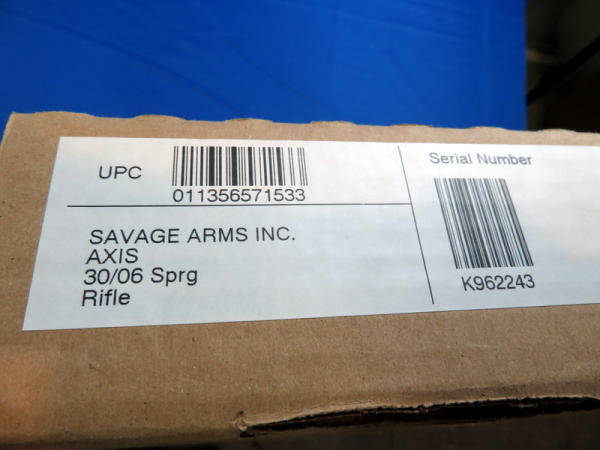 UPC
011356571533
SAVAGE ARMS INC.
AXIS
30/06 Sprg
Rifle
Serial Number
K962243